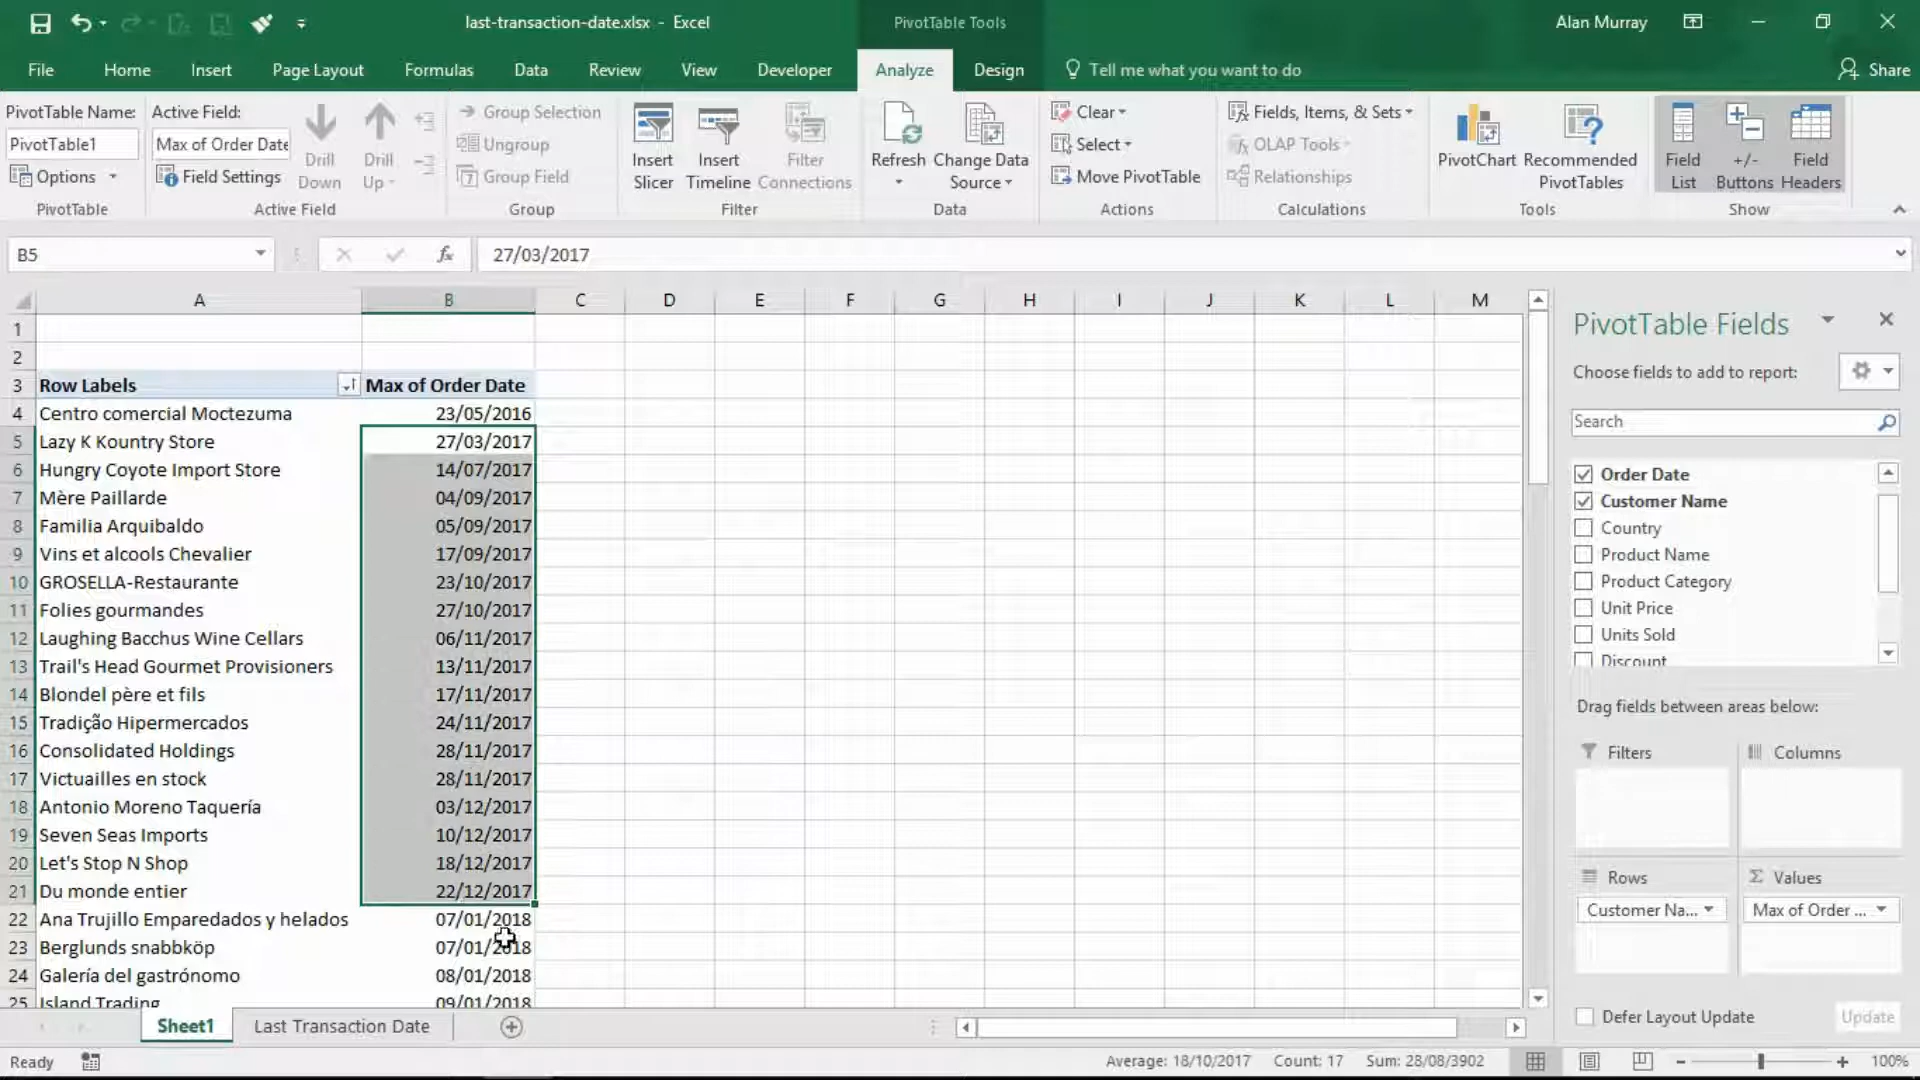 last-transaction-date.xlsx - Excel
PivotTable Tools
Alan Murray
File Home Insert Page Layout Formulas Data Review View Developer Analyze Design Tell me what you want to do Share
PivotTable Name:
PivotTable1
Options
PivotTable
Active Field:
Max of Order Date
Field Settings
Drill Down
Drill Up
Active Field
Group Selection
Ungroup
Group Field
Group
Insert Slicer
Insert Timeline
Filter Connections
Filter
Refresh
Change Data Source
Data
Clear
Select
Move PivotTable
Actions
Fields, Items, & Sets
OLAP Tools
Relationships
Calculations
PivotChart
Recommended PivotTables
Tools
Field List
+/- Buttons
Field Headers
Show
B5 fx 27/03/2017
A B C D E F G H I J K L M
1
2
3 Row Labels Max of Order Date
4 Centro comercial Moctezuma 23/05/2016
5 Lazy K Kountry Store 27/03/2017
6 Hungry Coyote Import Store 14/07/2017
7 Mère Paillarde 04/09/2017
8 Familia Arquibaldo 05/09/2017
9 Vins et alcools Chevalier 17/09/2017
10 GROSELLA-Restaurante 23/10/2017
11 Folies gourmandes 27/10/2017
12 Laughing Bacchus Wine Cellars 06/11/2017
13 Trail's Head Gourmet Provisioners 13/11/2017
14 Blondel père et fils 17/11/2017
15 Tradição Hipermercados 24/11/2017
16 Consolidated Holdings 28/11/2017
17 Victuailles en stock 28/11/2017
18 Antonio Moreno Taquería 03/12/2017
19 Seven Seas Imports 10/12/2017
20 Let's Stop N Shop 18/12/2017
21 Du monde entier 22/12/2017
22 Ana Trujillo Emparedados y helados 07/01/2018
23 Berglunds snabbköp 07/01/2018
24 Galería del gastrónomo 08/01/2018
25 Island Trading 09/01/2018
Sheet1 Last Transaction Date
PivotTable Fields
Choose fields to add to report:
Search
Order Date
Customer Name
Country
Product Name
Product Category
Unit Price
Units Sold
Discount
Drag fields between areas below:
Filters Columns
Rows Σ Values
Customer Na... Max of Order ...
Defer Layout Update Update
Ready Average: 18/10/2017 Count: 17 Sum: 28/08/3902 100%